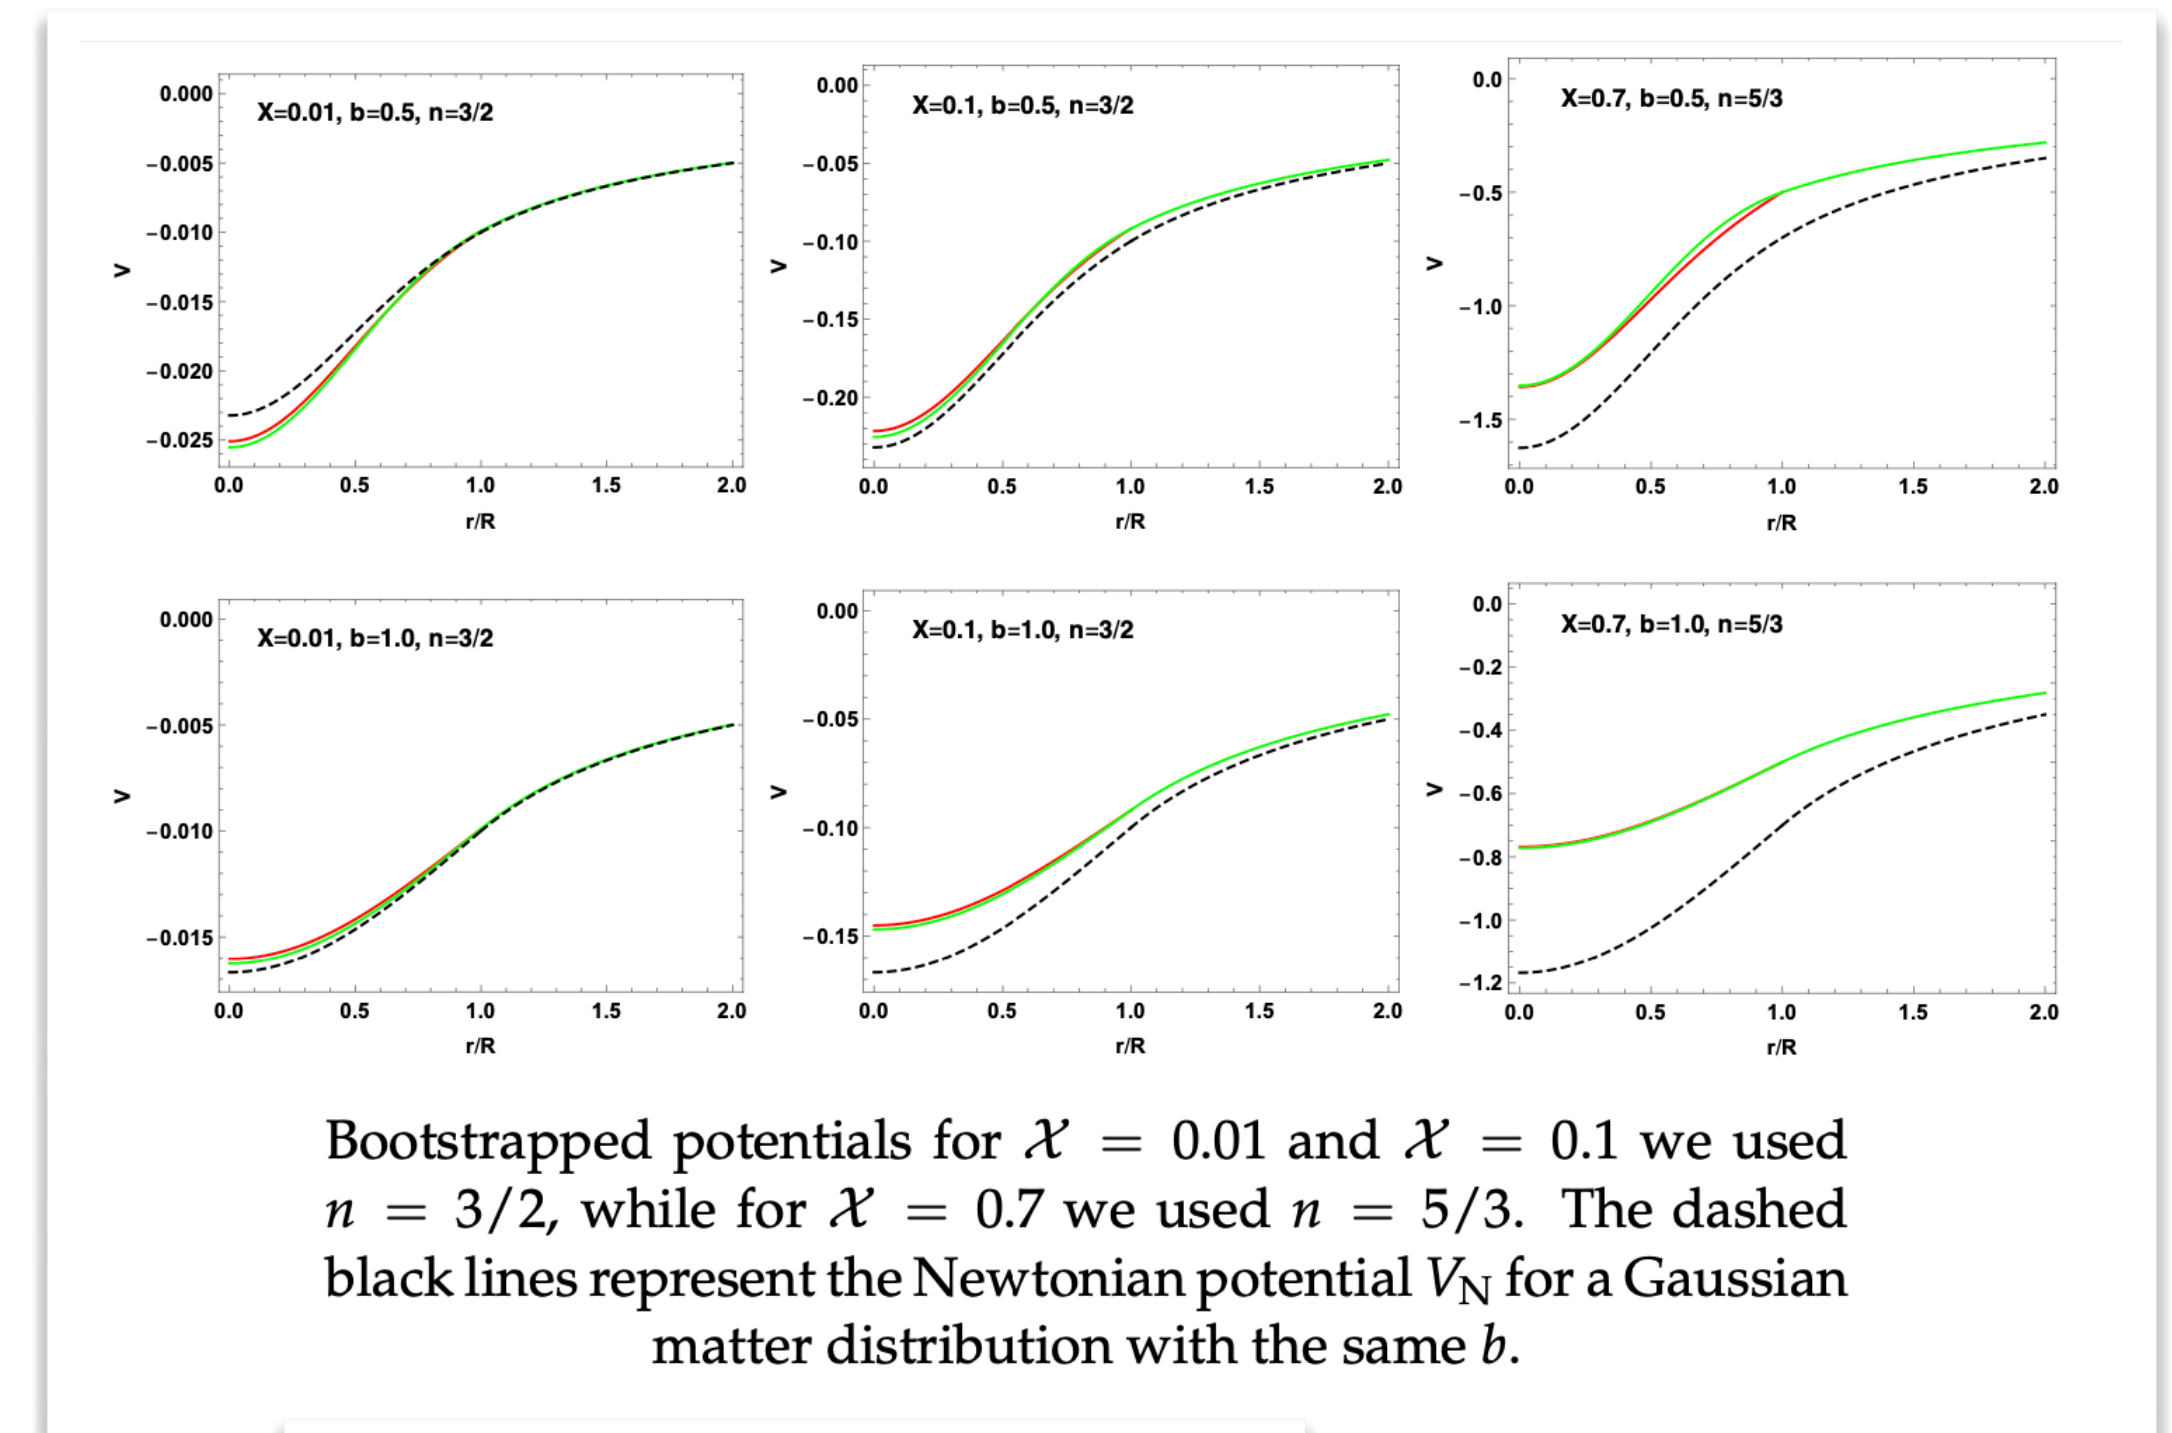 X=0.01, b=0.5, n=3/2
0.000
−0.005
−0.010
−0.015
−0.020
−0.025
V
0.0 0.5 1.0 1.5 2.0
r/R
X=0.1, b=0.5, n=3/2
0.00
−0.05
−0.10
−0.15
−0.20
V
0.0 0.5 1.0 1.5 2.0
r/R
X=0.7, b=0.5, n=5/3
0.0
−0.5
−1.0
−1.5
V
0.0 0.5 1.0 1.5 2.0
r/R
X=0.01, b=1.0, n=3/2
0.000
−0.005
−0.010
−0.015
V
0.0 0.5 1.0 1.5 2.0
r/R
X=0.1, b=1.0, n=3/2
0.00
−0.05
−0.10
−0.15
V
0.0 0.5 1.0 1.5 2.0
r/R
X=0.7, b=1.0, n=5/3
0.0
−0.2
−0.4
−0.6
−0.8
−1.0
−1.2
V
0.0 0.5 1.0 1.5 2.0
r/R
Bootstrapped potentials for 𝒳 = 0.01 and 𝒳 = 0.1 we used
n = 3/2, while for 𝒳 = 0.7 we used n = 5/3. The dashed
black lines represent the Newtonian potential V_N for a Gaussian
matter distribution with the same b.